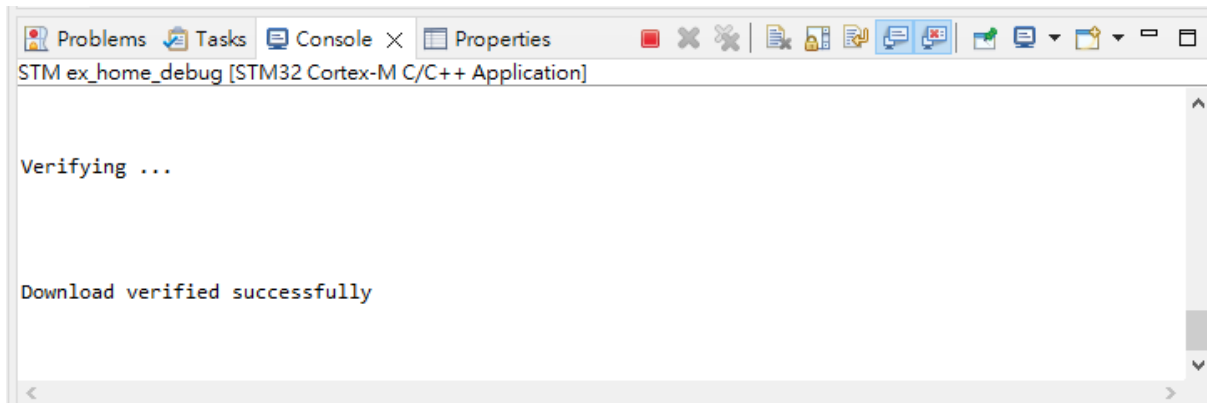 Problems Tasks Console Properties
STM ex_home_debug [STM32 Cortex-M C/C++ Application]
Verifying ...
Download verified successfully